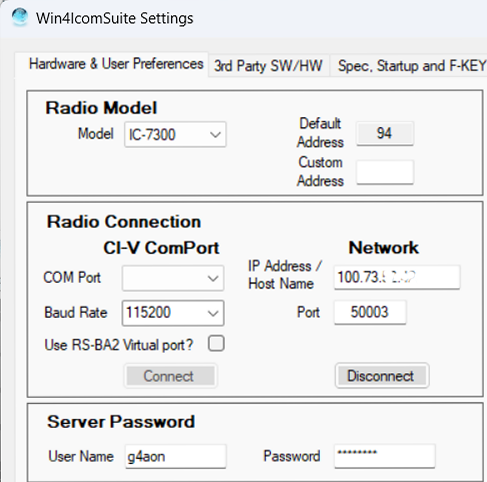 Win4IcomSuite Settings
Hardware & User Preferences 3rd Party SW/HW Spec, Startup and F-KEY
Radio Model
Model IC-7300
Default Address 94
Custom Address
Radio Connection
CI-V ComPort
COM Port
Baud Rate 115200
Use RS-BA2 Virtual port?
Connect
Network
IP Address / Host Name 100.73.
Port 50003
Disconnect
Server Password
User Name g4aon Password ********